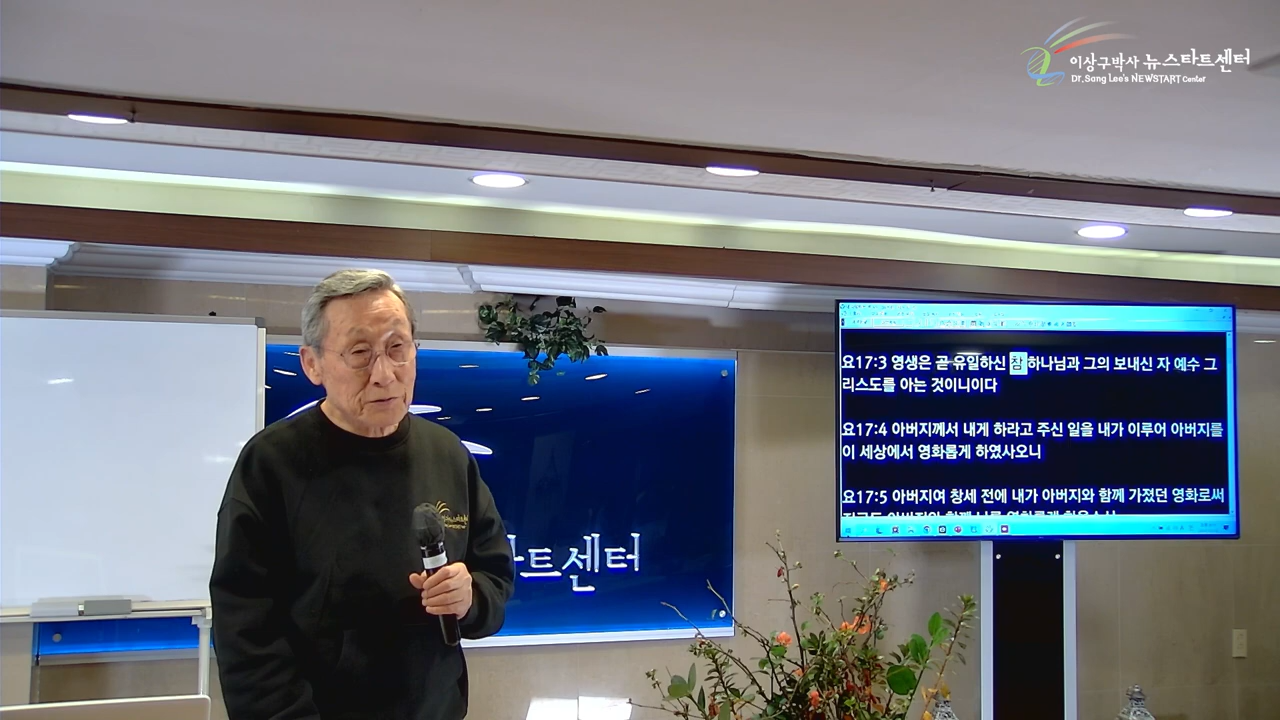 이상구박사 뉴스타트센터
Dr. Sang Lee's NEWSTART Center
요17:3 영생은 곧 유일하신 참하나님과 그의 보내신 자 예수 그
리스도를 아는 것이니이다
요17:4 아버지께서 내게 하라고 주신 일을 내가 이루어 아버지를
이 세상에서 영화롭게 하였사오니
요17:5 아버지여 창세 전에 내가 아버지와 함께 가졌던 영화로써
트센터